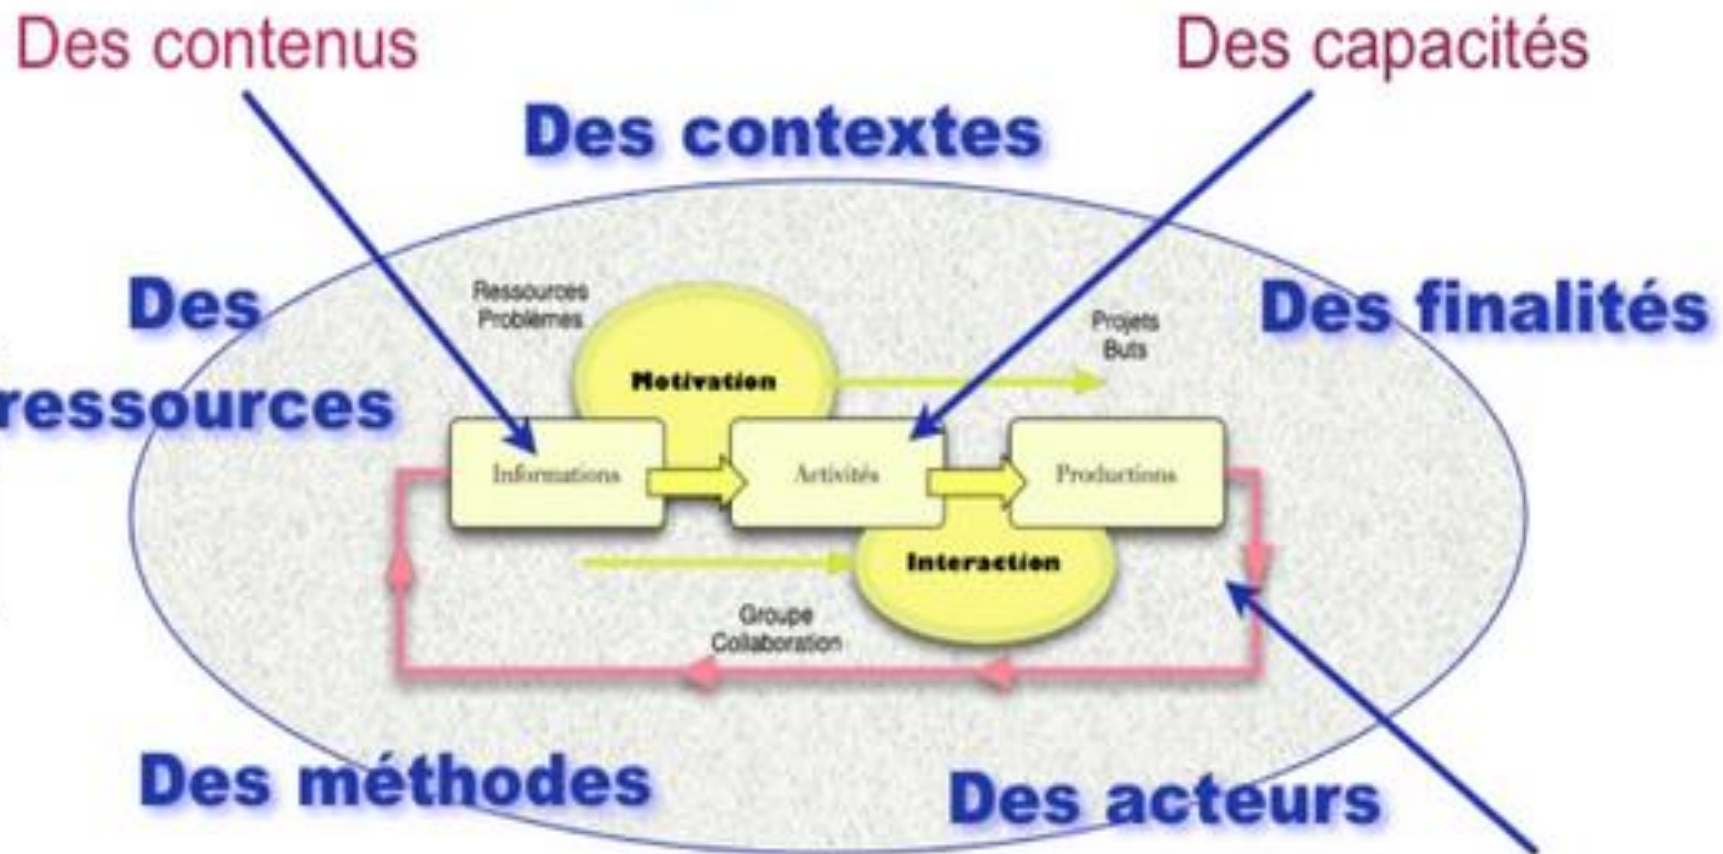 Des contenus
Des capacités
Des contextes
Des
ressources
Des finalités
Ressources
Problèmes
Projets
Buts
Motivation
Informations
Activités
Productions
Interaction
Groupe
Collaboration
Des méthodes
Des acteurs